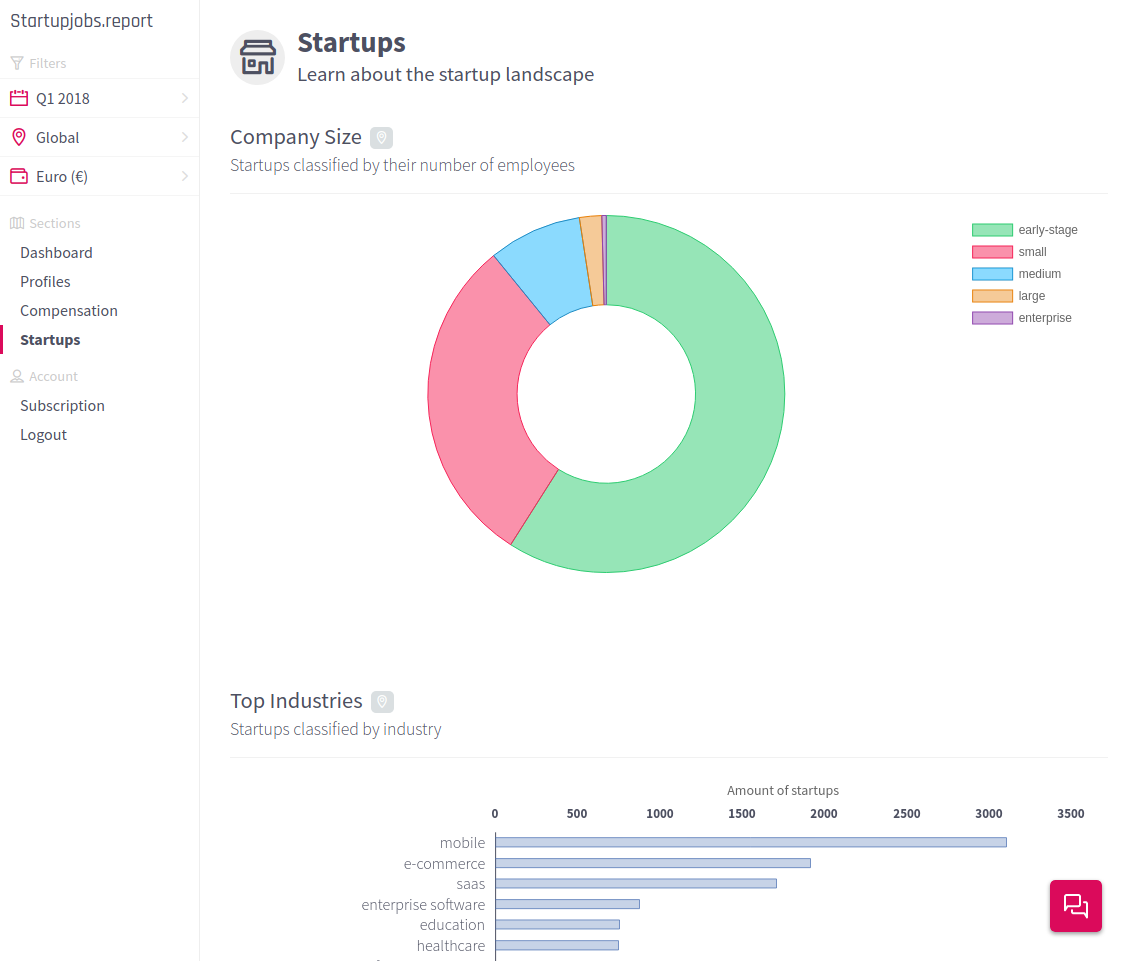 Startupjobs.report
Filters
Q1 2018
Global
Euro (€)
Sections
Dashboard
Profiles
Compensation
Startups
Account
Subscription
Logout
Startups
Learn about the startup landscape
Company Size
Startups classified by their number of employees
early-stage
small
medium
large
enterprise
Top Industries
Startups classified by industry
Amount of startups
0 500 1000 1500 2000 2500 3000 3500
mobile
e-commerce
saas
enterprise software
education
healthcare